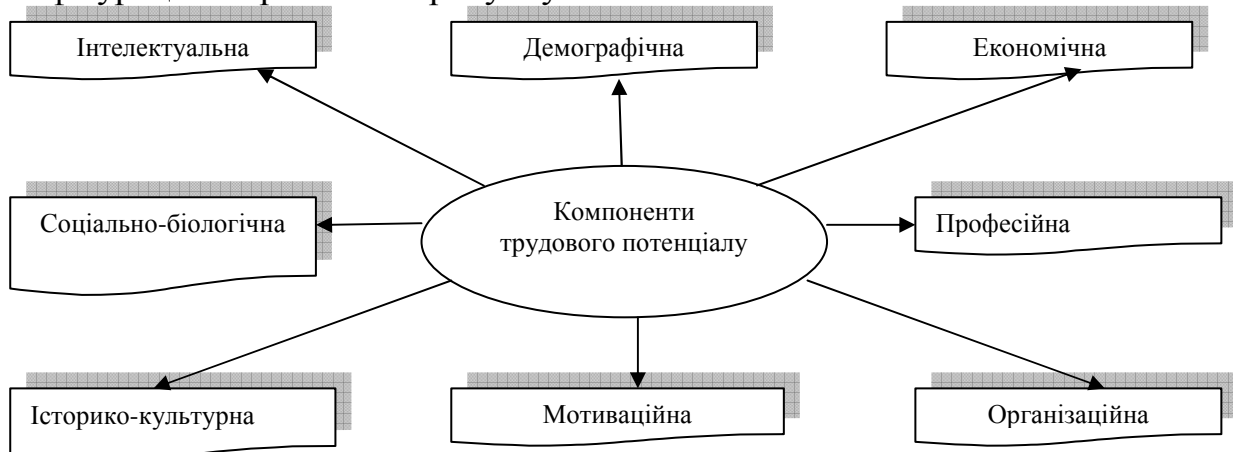 Інтелектуальна
Демографічна
Економічна
Соціально-біологічна
Компоненти
трудового потенціалу
Професійна
Історико-культурна
Мотиваційна
Організаційна